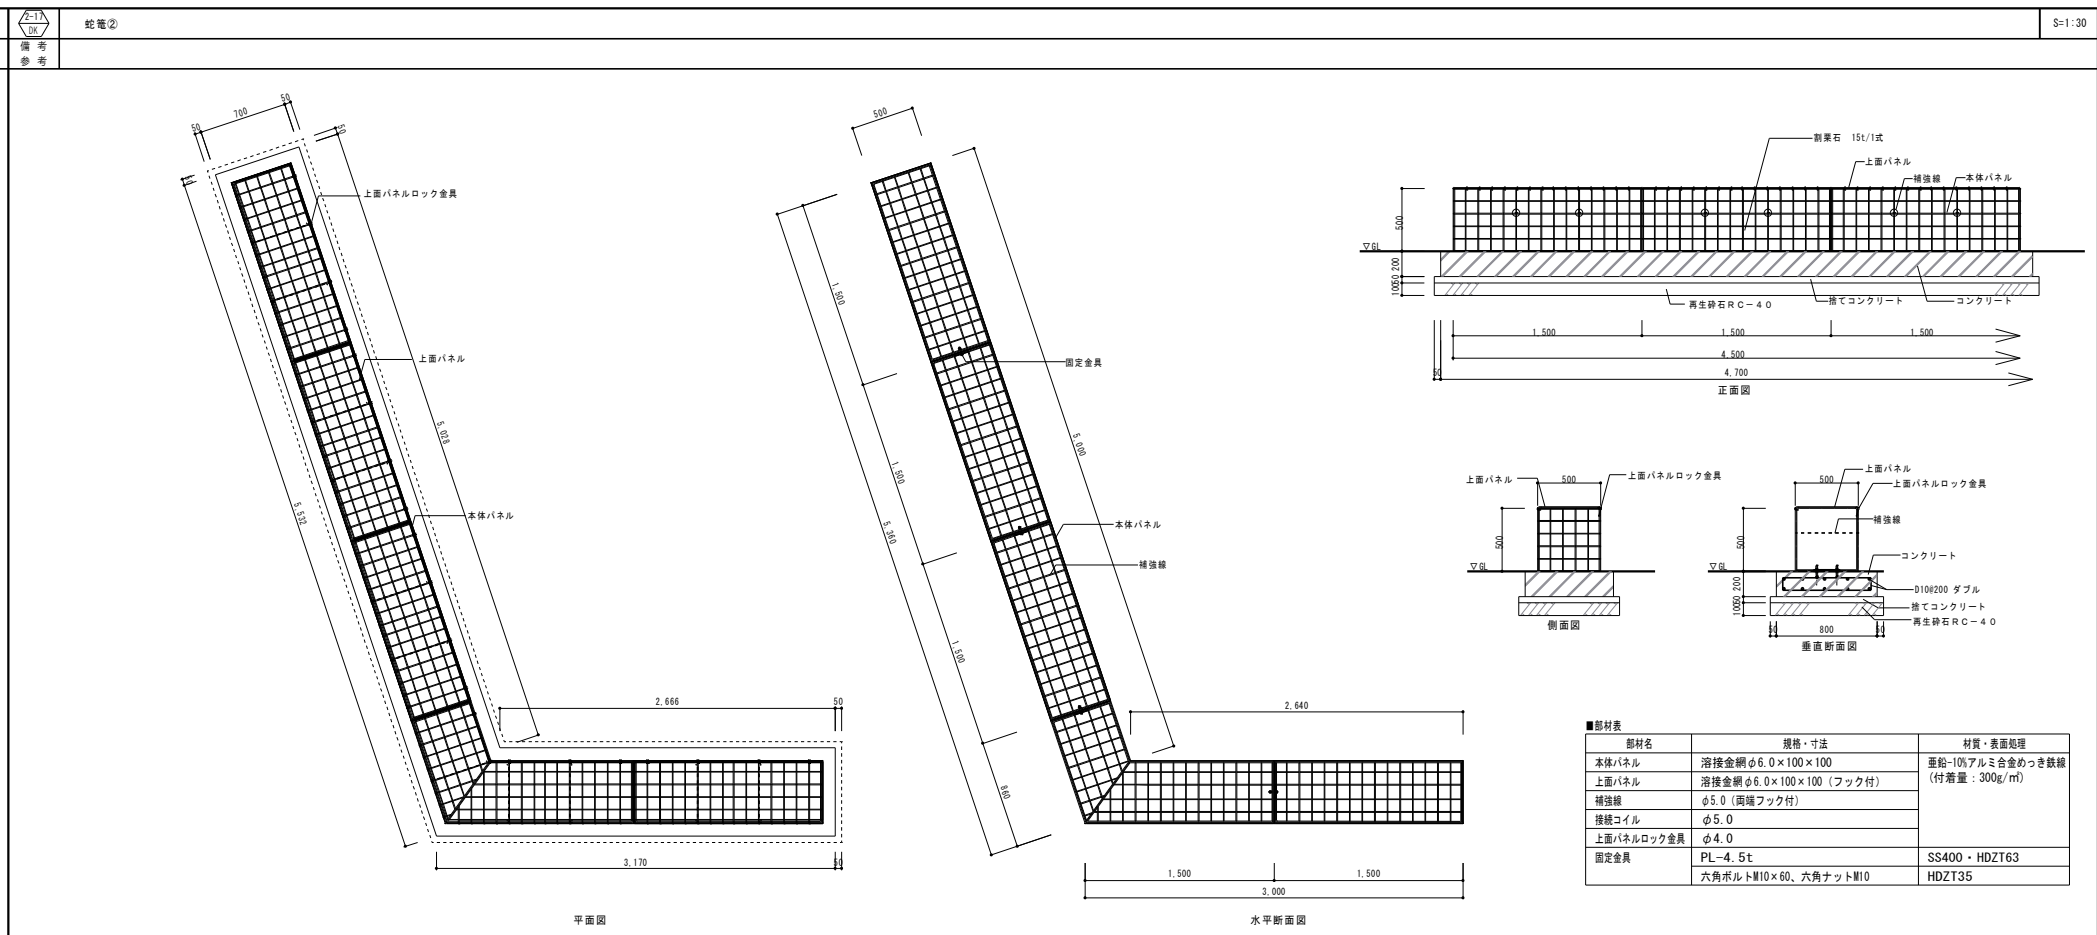 2-17
DK
蛇篭②
S=1:30
備 考
参 考
50
700
50
50
50
上面パネルロック金具
上面パネル
5,028
5,532
本体パネル
2,666
50
3,170
50
平面図
500
1,500
固定金具
5,000
1,500
5,360
本体パネル
補強線
1,500
2,640
860
1,500
1,500
3,000
水平断面図
割栗石 15t/1式
上面パネル
補強線
本体パネル
500
▽GL
200
50
100
再生砕石RC-40
捨てコンクリート
コンクリート
1,500
1,500
1,500
4,500
50
4,700
正面図
上面パネル
500
上面パネルロック金具
500
▽GL
側面図
上面パネル
500
上面パネルロック金具
補強線
500
コンクリート
▽GL
200
50
100
D10@200 ダブル
捨てコンクリート
再生砕石RC-40
50
800
50
垂直断面図
■部材表
部材名 規格・寸法 材質・表面処理
本体パネル 溶接金網φ6.0×100×100 亜鉛-10%アルミ合金めっき鉄線
(付着量:300g/㎡)
上面パネル 溶接金網φ6.0×100×100(フック付)
補強線 φ5.0(両端フック付)
接続コイル φ5.0
上面パネルロック金具 φ4.0
固定金具 PL-4.5t SS400・HDZT63
六角ボルトM10×60、六角ナットM10 HDZT35